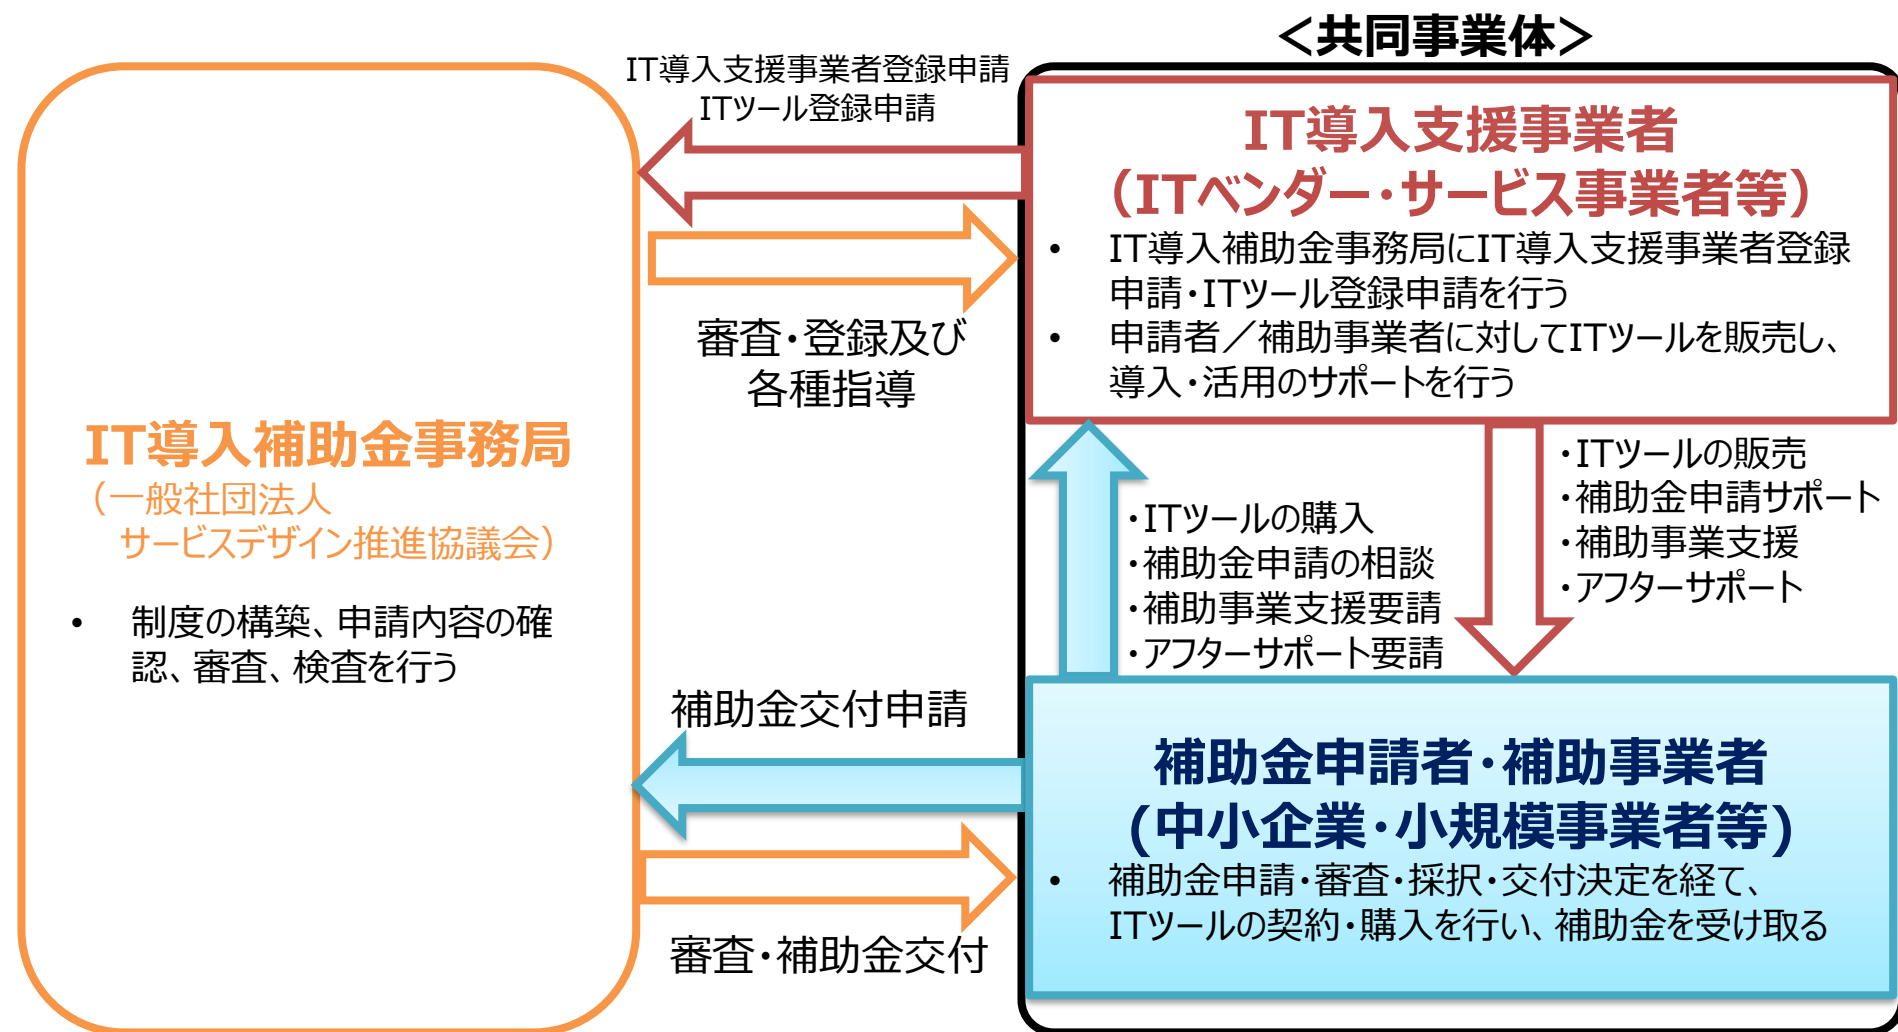 ＜共同事業体＞
IT導入支援事業者登録申請
ITツール登録申請
審査・登録及び
各種指導
IT導入補助金事務局
（一般社団法人
サービスデザイン推進協議会）
• 制度の構築、申請内容の確
認、審査、検査を行う
補助金交付申請
審査・補助金交付
IT導入支援事業者
（ITベンダー・サービス事業者等）
• IT導入補助金事務局にIT導入支援事業者登録
申請・ITツール登録申請を行う
• 申請者／補助事業者に対してITツールを販売し、
導入・活用のサポートを行う
・ITツールの購入
・補助金申請の相談
・補助事業支援要請
・アフターサポート要請
・ITツールの販売
・補助金申請サポート
・補助事業支援
・アフターサポート
補助金申請者・補助事業者
(中小企業・小規模事業者等)
• 補助金申請・審査・採択・交付決定を経て、
ITツールの契約・購入を行い、補助金を受け取る